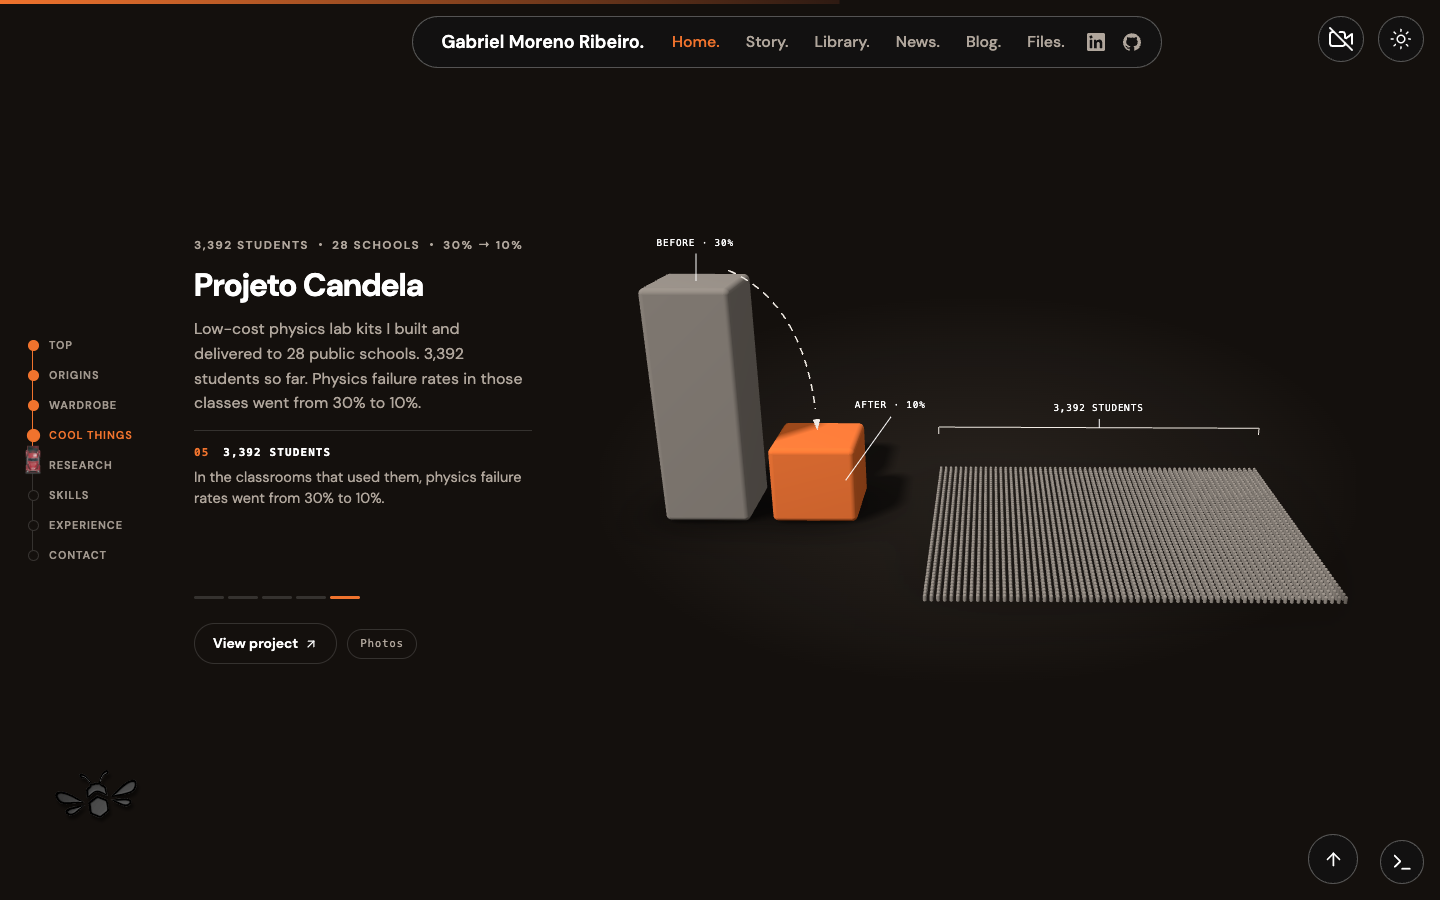 Gabriel Moreno Ribeiro. Home. Story. Library. News. Blog. Files.
TOP
ORIGINS
WARDROBE
COOL THINGS
RESEARCH
SKILLS
EXPERIENCE
CONTACT
3,392 STUDENTS • 28 SCHOOLS • 30% → 10%
Projeto Candela
Low-cost physics lab kits I built and
delivered to 28 public schools. 3,392
students so far. Physics failure rates in those
classes went from 30% to 10%.
05 3,392 STUDENTS
In the classrooms that used them, physics failure
rates went from 30% to 10%.
View project ↗
Photos
BEFORE · 30%
AFTER · 10%
3,392 STUDENTS